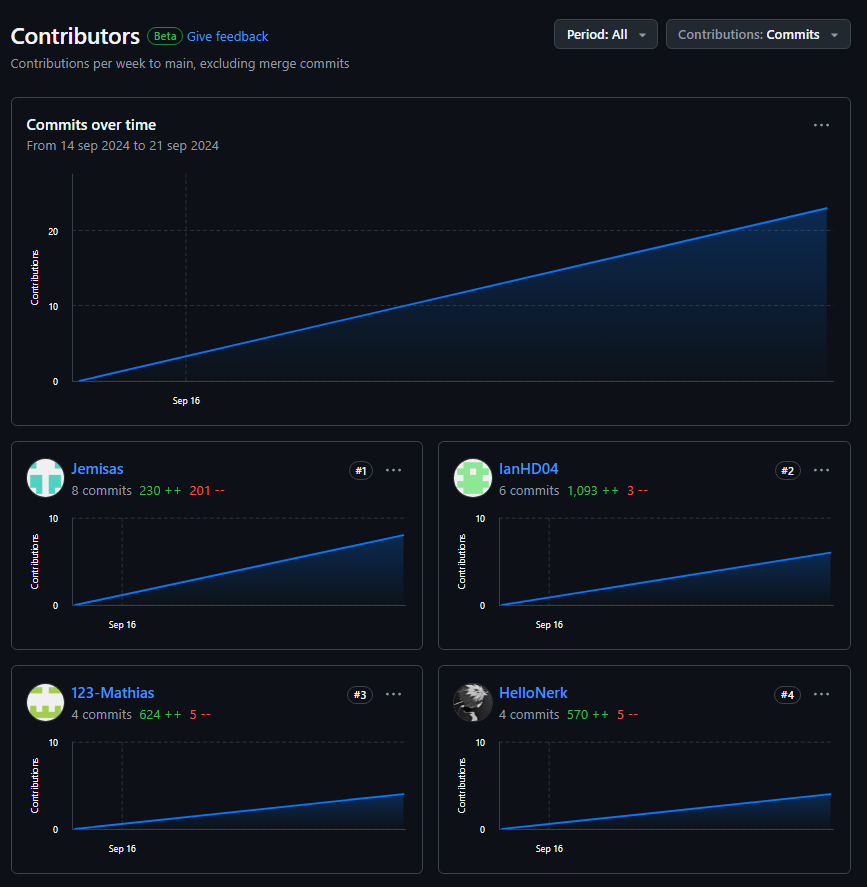 Contributors Beta Give feedback
Period: All
Contributions: Commits
Contributions per week to main, excluding merge commits
Commits over time
From 14 sep 2024 to 21 sep 2024
Contributions
20
10
0
Sep 16
Jemisas
#1
8 commits 230 ++ 201 --
Contributions
10
0
Sep 16
IanHD04
#2
6 commits 1,093 ++ 3 --
Contributions
10
0
Sep 16
123-Mathias
#3
4 commits 624 ++ 5 --
Contributions
10
0
Sep 16
HelloNerk
#4
4 commits 570 ++ 5 --
Contributions
10
0
Sep 16